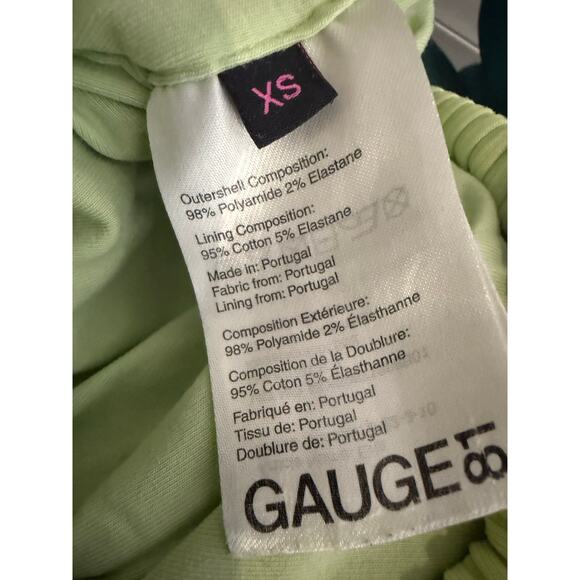 XS
Outershell Composition:
98% Polyamide 2% Elastane
Lining Composition:
95% Cotton 5% Elastane
Made in: Portugal
Fabric from: Portugal
Lining from: Portugal
Composition Extérieure:
98% Polyamide 2% Élasthanne
Composition de la Doublure:
95% Coton 5% Élasthanne
Fabriqué en: Portugal
Tissu de: Portugal
Doublure de: Portugal
GAUGE81